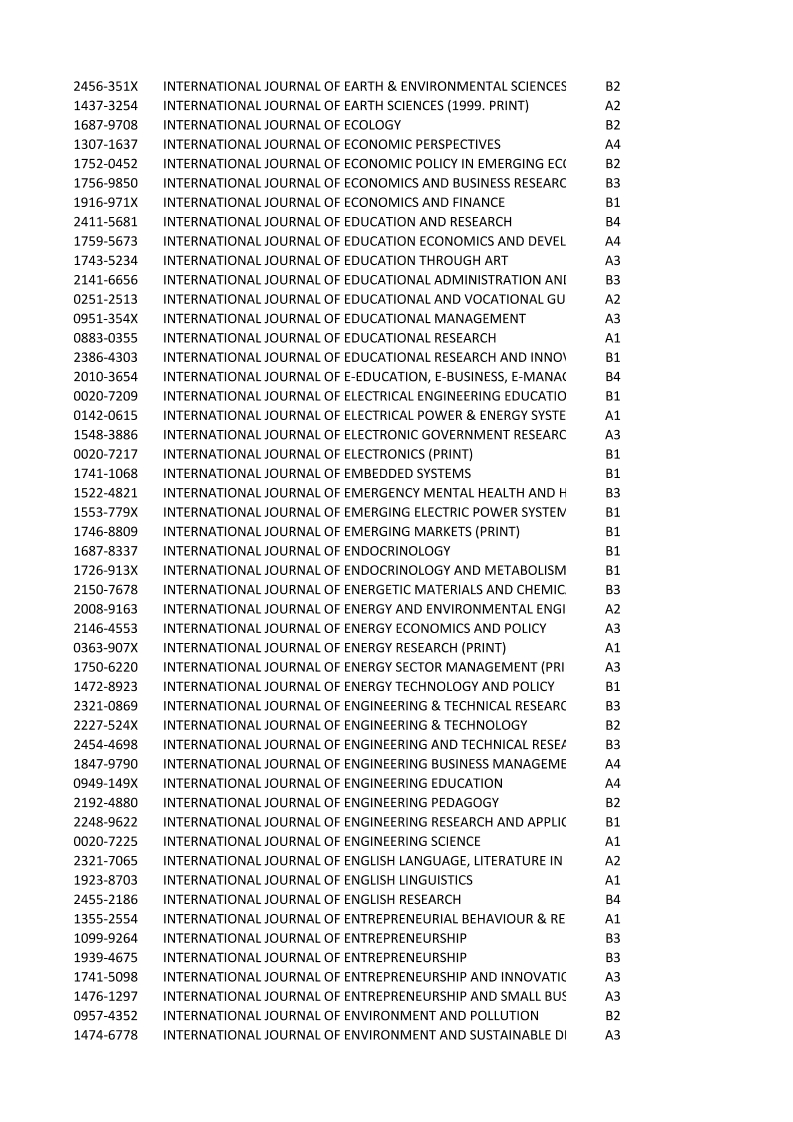 2456-351X INTERNATIONAL JOURNAL OF EARTH & ENVIRONMENTAL SCIENCES B2
1437-3254 INTERNATIONAL JOURNAL OF EARTH SCIENCES (1999. PRINT) A2
1687-9708 INTERNATIONAL JOURNAL OF ECOLOGY B2
1307-1637 INTERNATIONAL JOURNAL OF ECONOMIC PERSPECTIVES A4
1752-0452 INTERNATIONAL JOURNAL OF ECONOMIC POLICY IN EMERGING ECO B2
1756-9850 INTERNATIONAL JOURNAL OF ECONOMICS AND BUSINESS RESEARC B3
1916-971X INTERNATIONAL JOURNAL OF ECONOMICS AND FINANCE B1
2411-5681 INTERNATIONAL JOURNAL OF EDUCATION AND RESEARCH B4
1759-5673 INTERNATIONAL JOURNAL OF EDUCATION ECONOMICS AND DEVEL A4
1743-5234 INTERNATIONAL JOURNAL OF EDUCATION THROUGH ART A3
2141-6656 INTERNATIONAL JOURNAL OF EDUCATIONAL ADMINISTRATION AND B3
0251-2513 INTERNATIONAL JOURNAL OF EDUCATIONAL AND VOCATIONAL GU A2
0951-354X INTERNATIONAL JOURNAL OF EDUCATIONAL MANAGEMENT A3
0883-0355 INTERNATIONAL JOURNAL OF EDUCATIONAL RESEARCH A1
2386-4303 INTERNATIONAL JOURNAL OF EDUCATIONAL RESEARCH AND INNOV B1
2010-3654 INTERNATIONAL JOURNAL OF E-EDUCATION, E-BUSINESS, E-MANAG B4
0020-7209 INTERNATIONAL JOURNAL OF ELECTRICAL ENGINEERING EDUCATIO B1
0142-0615 INTERNATIONAL JOURNAL OF ELECTRICAL POWER & ENERGY SYSTE A1
1548-3886 INTERNATIONAL JOURNAL OF ELECTRONIC GOVERNMENT RESEARC A3
0020-7217 INTERNATIONAL JOURNAL OF ELECTRONICS (PRINT) B1
1741-1068 INTERNATIONAL JOURNAL OF EMBEDDED SYSTEMS B1
1522-4821 INTERNATIONAL JOURNAL OF EMERGENCY MENTAL HEALTH AND H B3
1553-779X INTERNATIONAL JOURNAL OF EMERGING ELECTRIC POWER SYSTEM B1
1746-8809 INTERNATIONAL JOURNAL OF EMERGING MARKETS (PRINT) B1
1687-8337 INTERNATIONAL JOURNAL OF ENDOCRINOLOGY B1
1726-913X INTERNATIONAL JOURNAL OF ENDOCRINOLOGY AND METABOLISM B1
2150-7678 INTERNATIONAL JOURNAL OF ENERGETIC MATERIALS AND CHEMIC B3
2008-9163 INTERNATIONAL JOURNAL OF ENERGY AND ENVIRONMENTAL ENGI A2
2146-4553 INTERNATIONAL JOURNAL OF ENERGY ECONOMICS AND POLICY A3
0363-907X INTERNATIONAL JOURNAL OF ENERGY RESEARCH (PRINT) A1
1750-6220 INTERNATIONAL JOURNAL OF ENERGY SECTOR MANAGEMENT (PRI A3
1472-8923 INTERNATIONAL JOURNAL OF ENERGY TECHNOLOGY AND POLICY B1
2321-0869 INTERNATIONAL JOURNAL OF ENGINEERING & TECHNICAL RESEARC B3
2227-524X INTERNATIONAL JOURNAL OF ENGINEERING & TECHNOLOGY B2
2454-4698 INTERNATIONAL JOURNAL OF ENGINEERING AND TECHNICAL RESEA B3
1847-9790 INTERNATIONAL JOURNAL OF ENGINEERING BUSINESS MANAGEME A4
0949-149X INTERNATIONAL JOURNAL OF ENGINEERING EDUCATION A4
2192-4880 INTERNATIONAL JOURNAL OF ENGINEERING PEDAGOGY B2
2248-9622 INTERNATIONAL JOURNAL OF ENGINEERING RESEARCH AND APPLIC B1
0020-7225 INTERNATIONAL JOURNAL OF ENGINEERING SCIENCE A1
2321-7065 INTERNATIONAL JOURNAL OF ENGLISH LANGUAGE, LITERATURE IN A2
1923-8703 INTERNATIONAL JOURNAL OF ENGLISH LINGUISTICS A1
2455-2186 INTERNATIONAL JOURNAL OF ENGLISH RESEARCH B4
1355-2554 INTERNATIONAL JOURNAL OF ENTREPRENEURIAL BEHAVIOUR & RE A1
1099-9264 INTERNATIONAL JOURNAL OF ENTREPRENEURSHIP B3
1939-4675 INTERNATIONAL JOURNAL OF ENTREPRENEURSHIP B3
1741-5098 INTERNATIONAL JOURNAL OF ENTREPRENEURSHIP AND INNOVATIO A3
1476-1297 INTERNATIONAL JOURNAL OF ENTREPRENEURSHIP AND SMALL BUS A3
0957-4352 INTERNATIONAL JOURNAL OF ENVIRONMENT AND POLLUTION B2
1474-6778 INTERNATIONAL JOURNAL OF ENVIRONMENT AND SUSTAINABLE DE A3